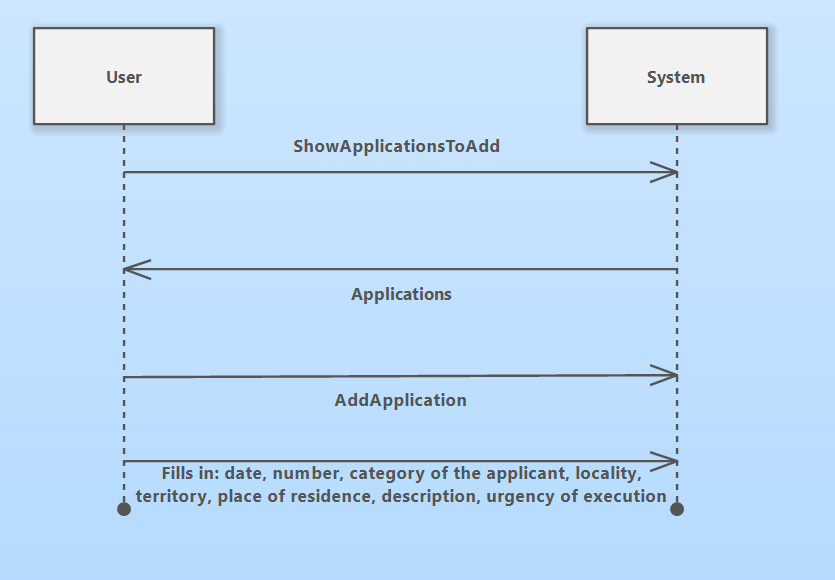 User
System
ShowApplicationsToAdd
Applications
AddApplication
Fills in: date, number, category of the applicant, locality,
territory, place of residence, description, urgency of execution